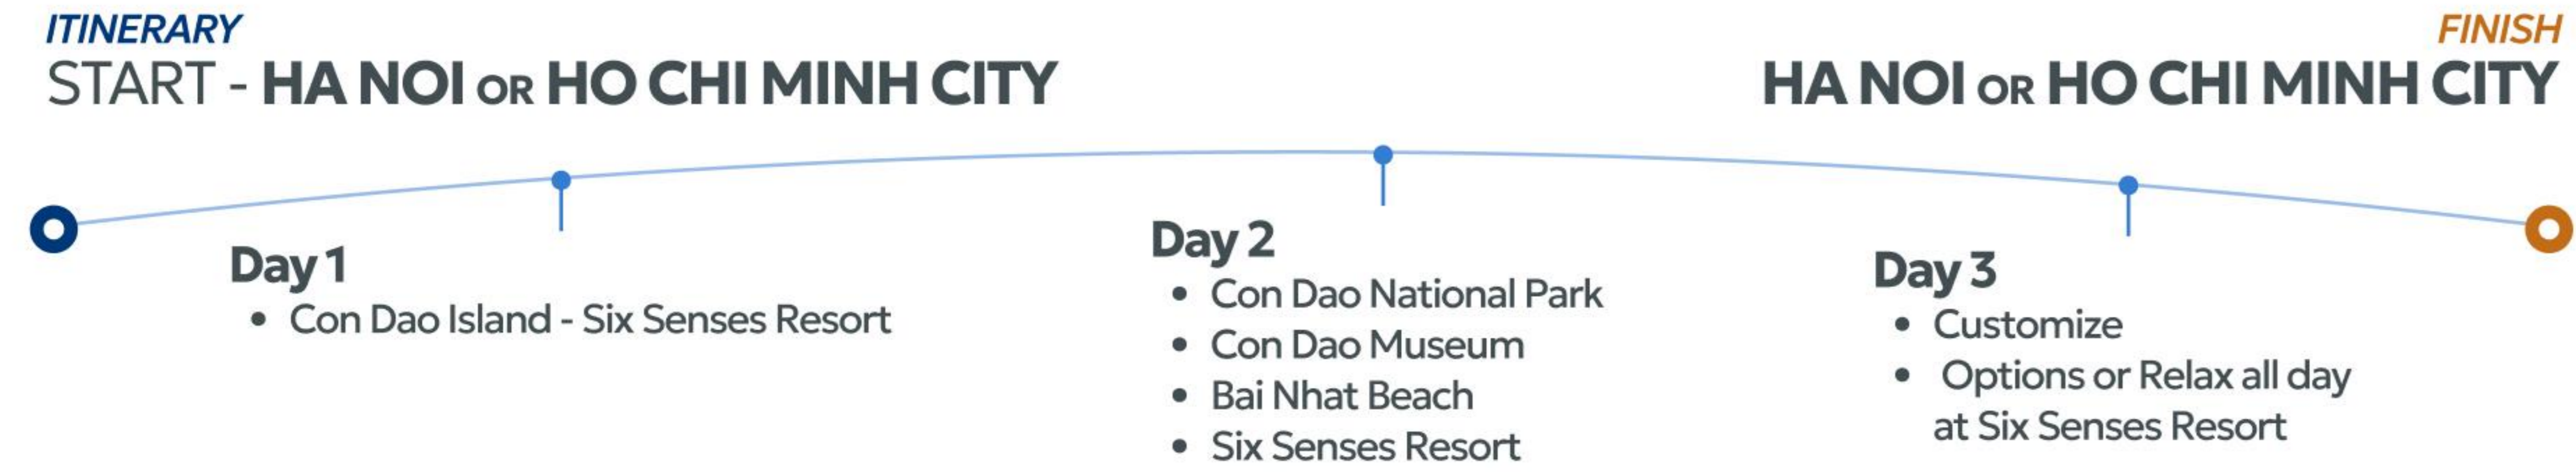 ITINERARY
START - HA NOI OR HO CHI MINH CITY
FINISH
HA NOI OR HO CHI MINH CITY
Day 1
• Con Dao Island - Six Senses Resort
Day 2
• Con Dao National Park
• Con Dao Museum
• Bai Nhat Beach
• Six Senses Resort
Day 3
• Customize
• Options or Relax all day
at Six Senses Resort